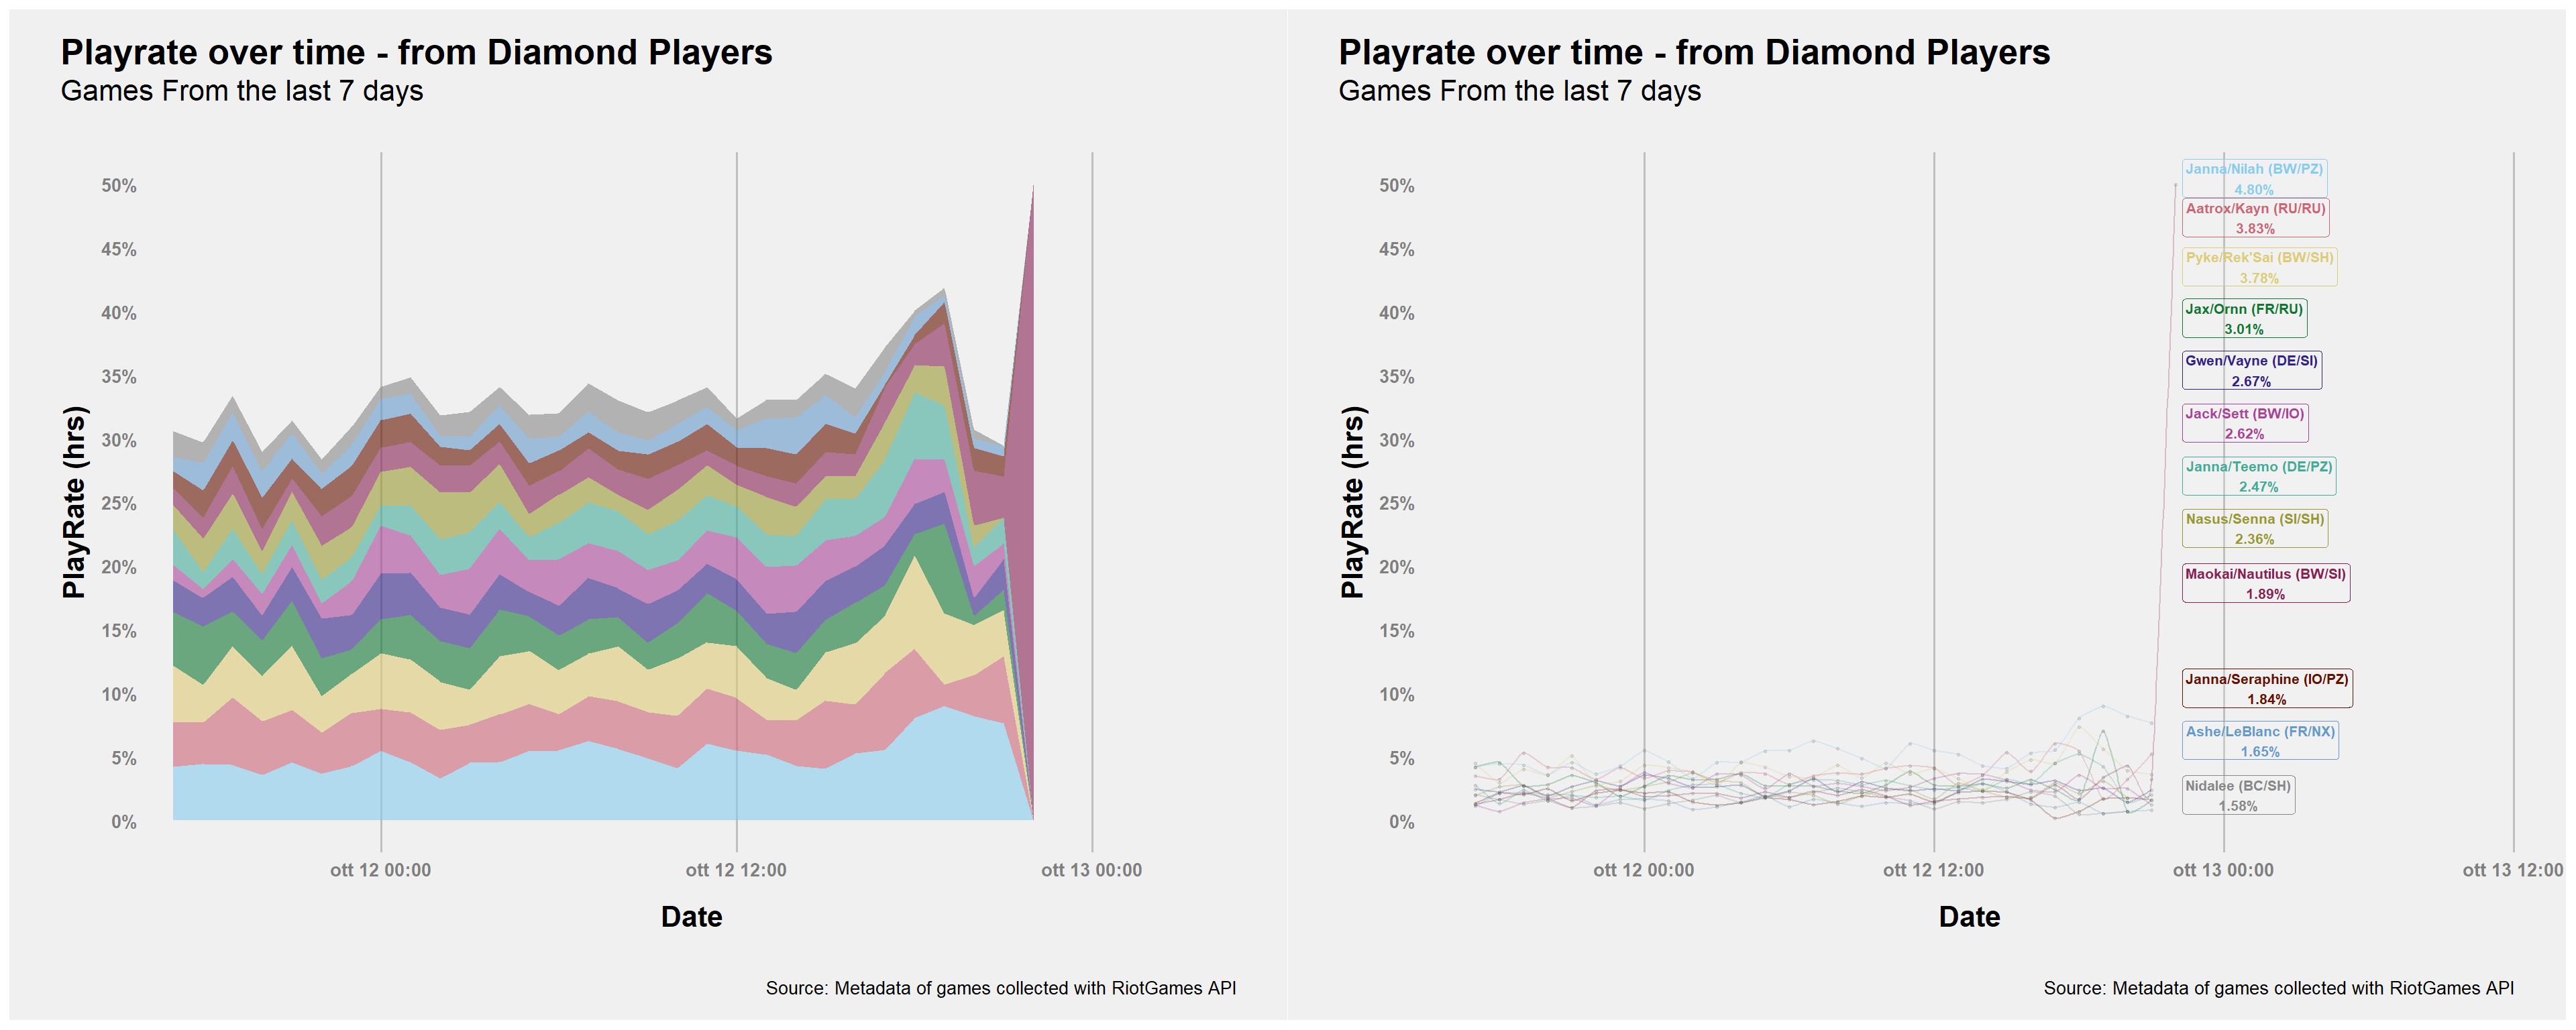 Playrate over time - from Diamond Players
Games From the last 7 days
PlayRate (hrs)
50%
45%
40%
35%
30%
25%
20%
15%
10%
5%
0%
ott 12 00:00
ott 12 12:00
ott 13 00:00
Date
Source: Metadata of games collected with RiotGames API
Playrate over time - from Diamond Players
Games From the last 7 days
PlayRate (hrs)
50%
45%
40%
35%
30%
25%
20%
15%
10%
5%
0%
Janna/Nilah (BW/PZ)
4.80%
Aatrox/Kayn (RU/RU)
3.83%
Pyke/Rek'Sai (BW/SH)
3.78%
Jax/Ornn (FR/RU)
3.01%
Gwen/Vayne (DE/SI)
2.67%
Jack/Sett (BW/IO)
2.62%
Janna/Teemo (DE/PZ)
2.47%
Nasus/Senna (SI/SH)
2.36%
Maokai/Nautilus (BW/SI)
1.89%
Janna/Seraphine (IO/PZ)
1.84%
Ashe/LeBlanc (FR/NX)
1.65%
Nidalee (BC/SH)
1.58%
ott 12 00:00
ott 12 12:00
ott 13 00:00
ott 13 12:00
Date
Source: Metadata of games collected with RiotGames API